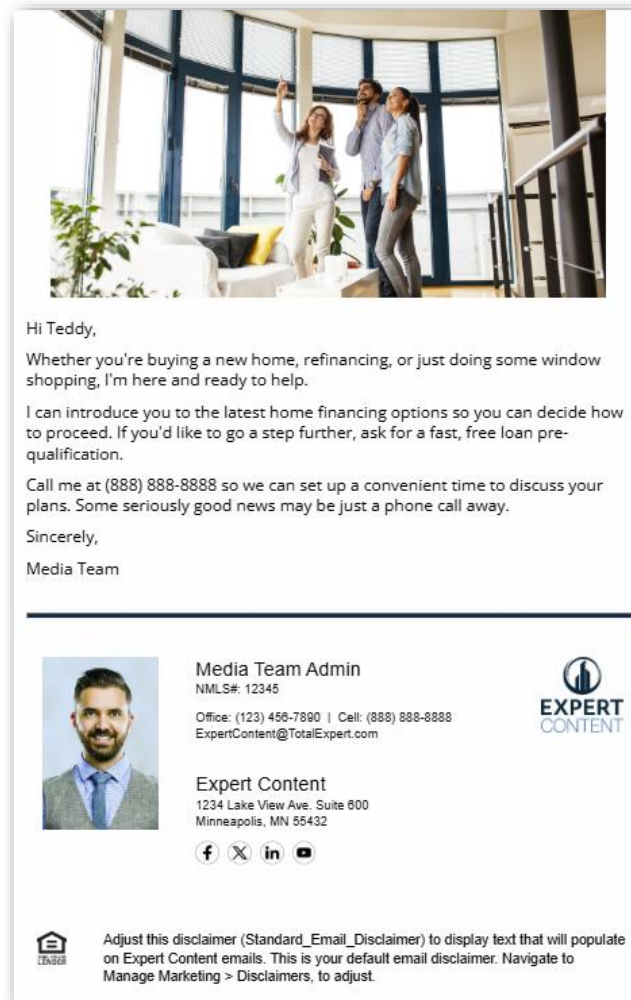 Hi Teddy,
Whether you're buying a new home, refinancing, or just doing some window
shopping, I'm here and ready to help.
I can introduce you to the latest home financing options so you can decide how
to proceed. If you'd like to go a step further, ask for a fast, free loan pre-
qualification.
Call me at (888) 888-8888 so we can set up a convenient time to discuss your
plans. Some seriously good news may be just a phone call away.
Sincerely,
Media Team
Media Team Admin
NMLS#: 12345
Office: (123) 456-7890 | Cell: (888) 888-8888
ExpertContent@TotalExpert.com
EXPERT
CONTENT
Expert Content
1234 Lake View Ave. Suite 600
Minneapolis, MN 55432
Adjust this disclaimer (Standard_Email_Disclaimer) to display text that will populate
on Expert Content emails. This is your default email disclaimer. Navigate to
Manage Marketing > Disclaimers, to adjust.